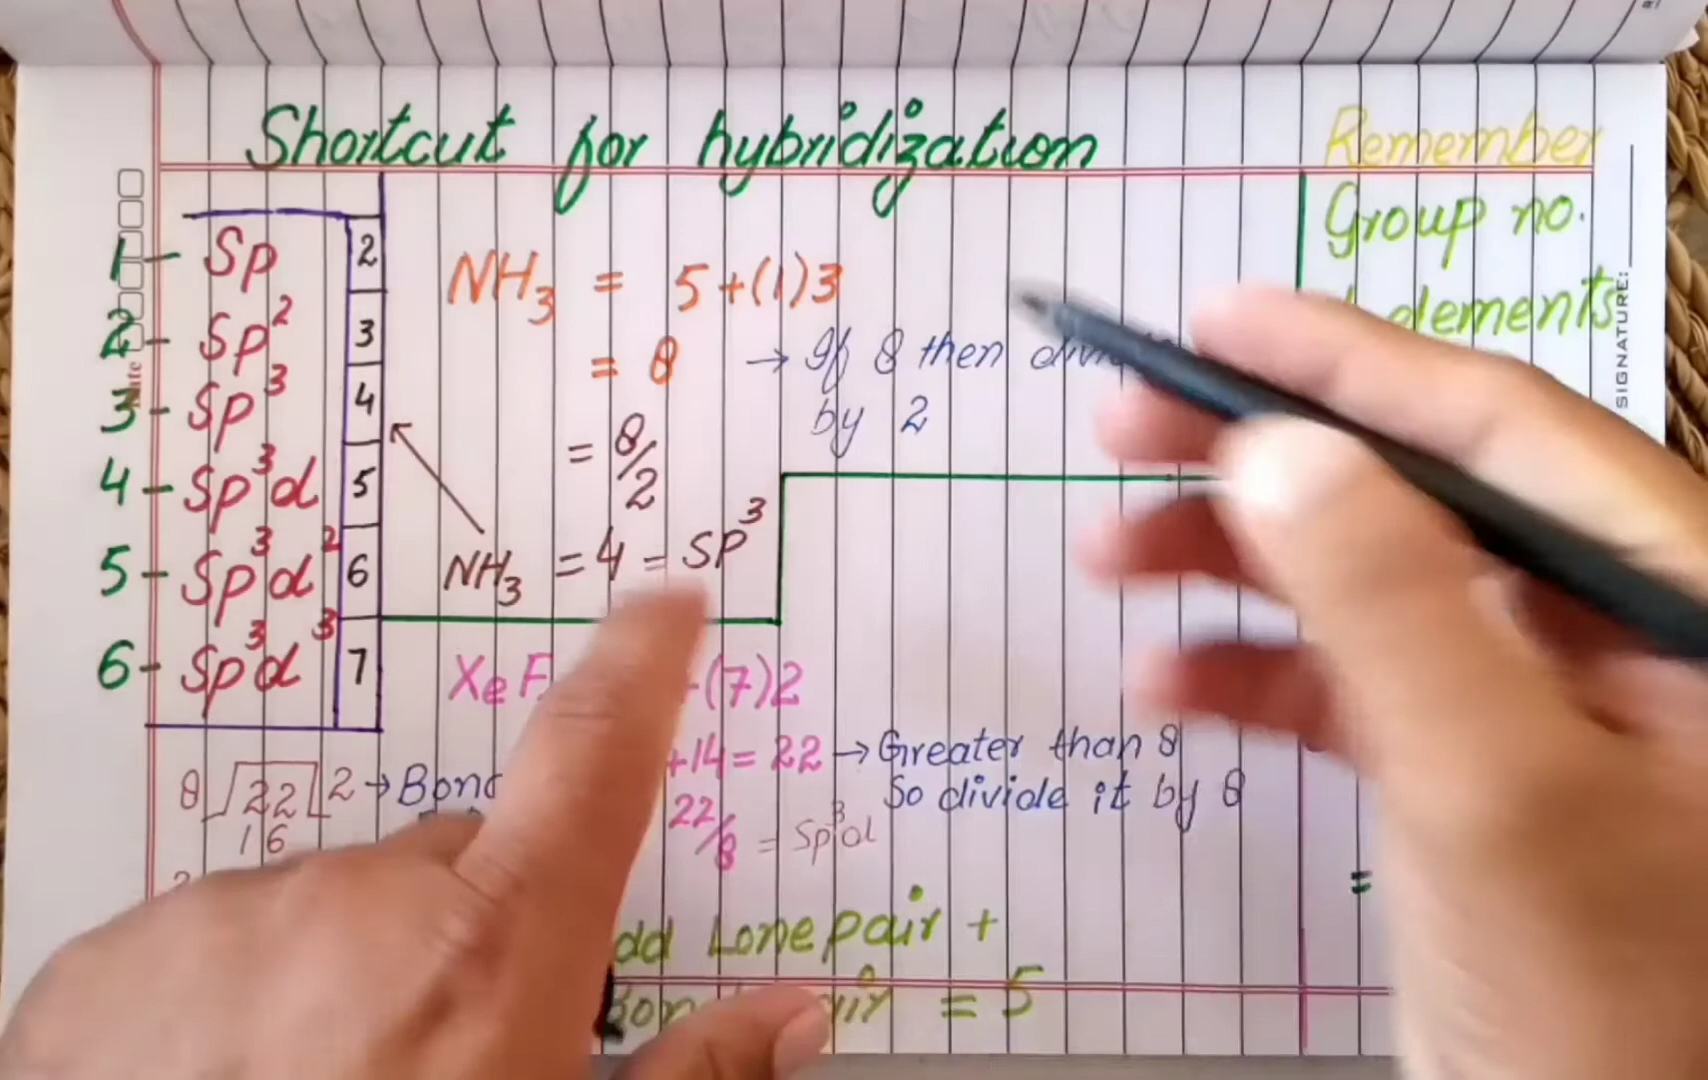 Shortcut for hybridization
Remember
Group no.
elements
SIGNATURE:
1 - Sp 2
2 - Sp² 3
3 - Sp³ 4
4 - Sp³d 5
5 - Sp³d² 6
6 - Sp³d³ 7
NH₃ = 5+(1)3
= 8 → If 8 then divide
by 2
= 8/2
NH₃ = 4 = SP³
XeF (7)2
+14 = 22 → Greater than 8
So divide it by 8
22/8 = Sp³d
8 22 2 →
16
Lone pair +
= 5
=